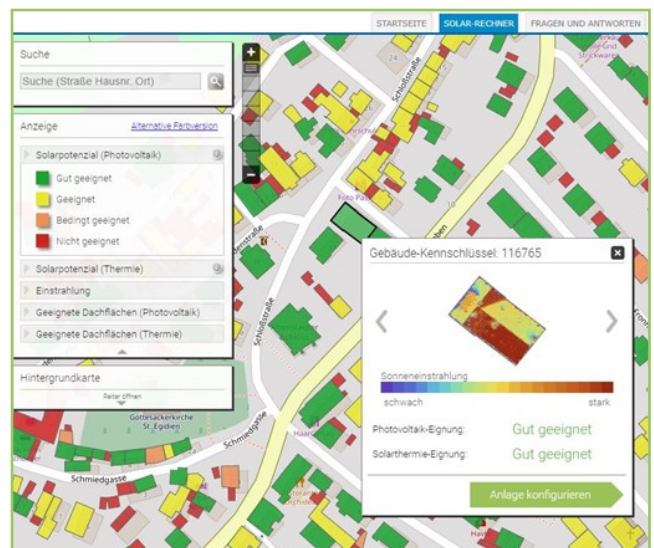 STARTSEITE
SOLAR-RECHNER
FRAGEN UND ANTWORTEN
Suche
Suche (Straße Hausnr. Ort)
Anzeige
Alternative Farbversion
Solarpotenzial (Photovoltaik)
Gut geeignet
Geeignet
Bedingt geeignet
Nicht geeignet
Solarpotenzial (Thermie)
Einstrahlung
Geeignete Dachflächen (Photovoltaik)
Geeignete Dachflächen (Thermie)
Hintergrundkarte
Reiter öffnen
24
Schloßstraße
10
Schloßstraße
Gottesackerkirche
St. Egidien
Schmiedgasse
Schmiedgasse
Gebäude-Kennschlüssel: 116765
Sonneneinstrahlung
schwach
stark
Photovoltaik-Eignung:
Gut geeignet
Solarthermie-Eignung:
Gut geeignet
Anlage konfigurieren